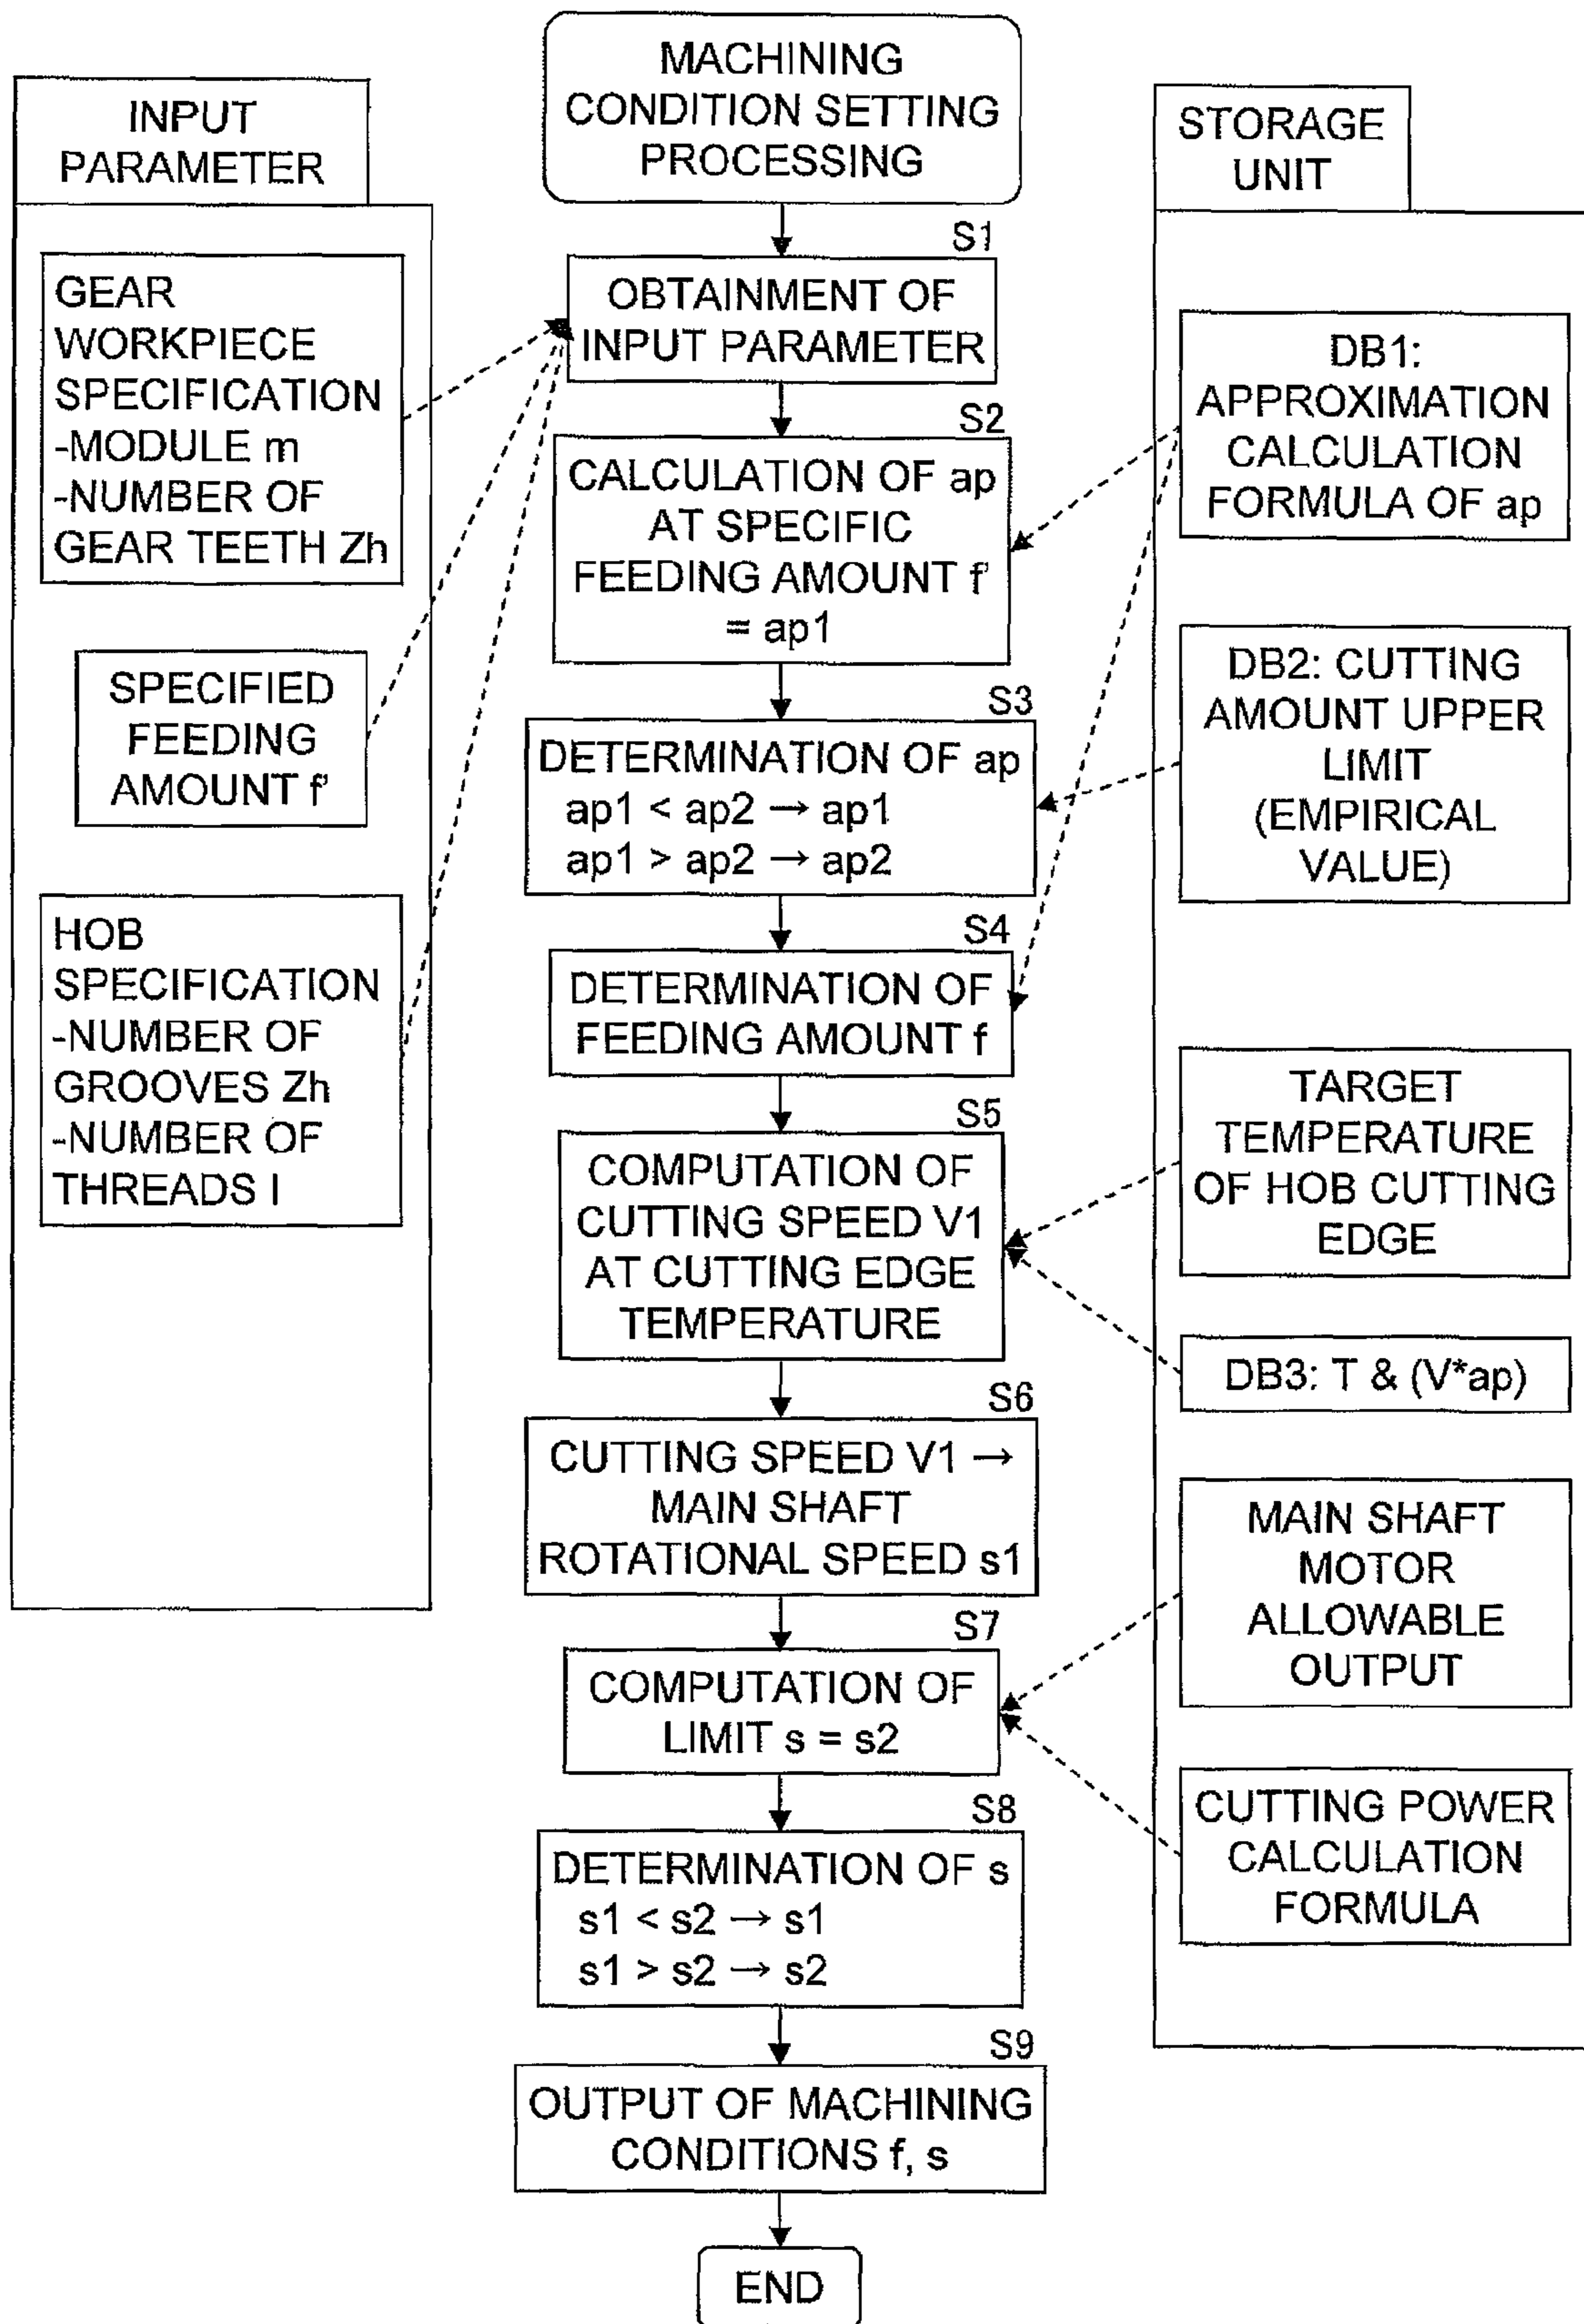 MACHINING
CONDITION SETTING
PROCESSING
INPUT
PARAMETER
GEAR
WORKPIECE
SPECIFICATION
-MODULE m
-NUMBER OF
GEAR TEETH Zh
SPECIFIED
FEEDING
AMOUNT f'
HOB
SPECIFICATION
-NUMBER OF
GROOVES Zh
-NUMBER OF
THREADS I
S1
OBTAINMENT OF
INPUT PARAMETER
S2
CALCULATION OF ap
AT SPECIFIC
FEEDING AMOUNT f'
= ap1
S3
DETERMINATION OF ap
ap1 < ap2 → ap1
ap1 > ap2 → ap2
S4
DETERMINATION OF
FEEDING AMOUNT f
S5
COMPUTATION OF
CUTTING SPEED V1
AT CUTTING EDGE
TEMPERATURE
S6
CUTTING SPEED V1 →
MAIN SHAFT
ROTATIONAL SPEED s1
S7
COMPUTATION OF
LIMIT s = s2
S8
DETERMINATION OF s
s1 < s2 → s1
s1 > s2 → s2
S9
OUTPUT OF MACHINING
CONDITIONS f, s
END
STORAGE
UNIT
DB1:
APPROXIMATION
CALCULATION
FORMULA OF ap
DB2: CUTTING
AMOUNT UPPER
LIMIT
(EMPIRICAL
VALUE)
TARGET
TEMPERATURE
OF HOB CUTTING
EDGE
DB3: T & (V*ap)
MAIN SHAFT
MOTOR
ALLOWABLE
OUTPUT
CUTTING POWER
CALCULATION
FORMULA